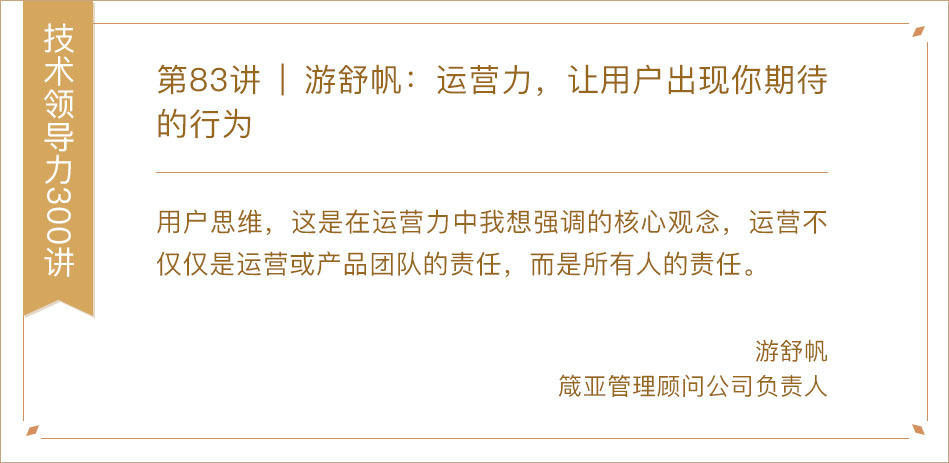 技术领导力300讲
第83讲 | 游舒帆：运营力，让用户出现你期待
的行为
用户思维，这是在运营力中我想强调的核心观念，运营不
仅仅是运营或产品团队的责任，而是所有人的责任。
游舒帆
箴亚管理顾问公司负责人